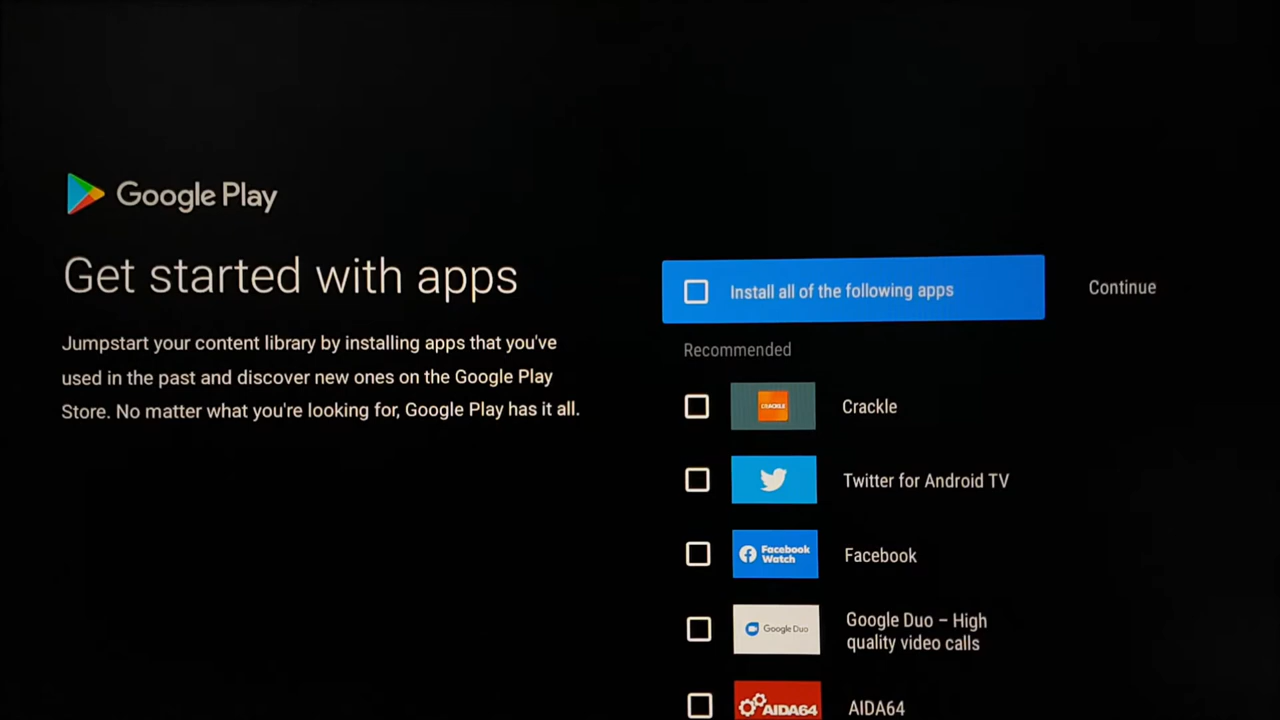 Google Play
Get started with apps
Jumpstart your content library by installing apps that you've
used in the past and discover new ones on the Google Play
Store. No matter what you're looking for, Google Play has it all.
Install all of the following apps
Continue
Recommended
CRACKLE
Crackle
Twitter for Android TV
Facebook
Watch
Facebook
Google Duo
Google Duo – High
quality video calls
AIDA64
AIDA64